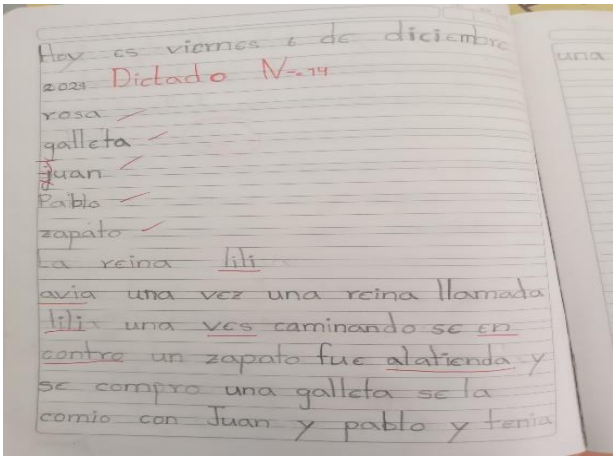 Hoy es viernes 6 de diciembre
2021 Dictado N-.14
rosa
galleta
juan
Pablo
zapato
La reina lili
avia una vez una reina llamada
lili una ves caminando se en
contro un zapato fue alatienda y
se compro una galleta se la
comio con Juan y pablo y tenia
una